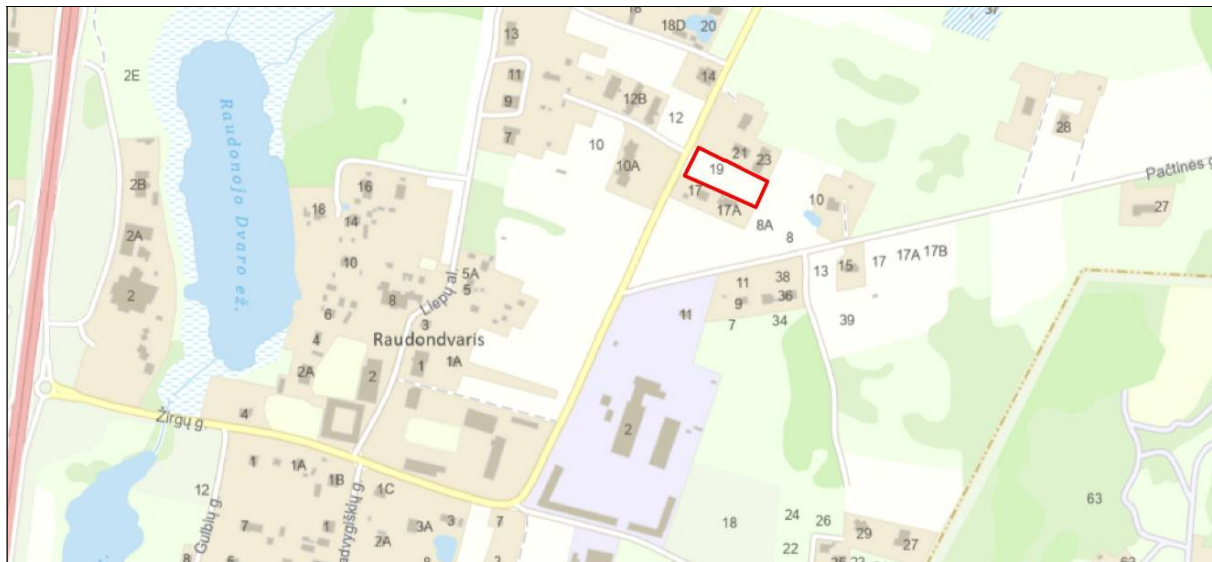 18
18D
20
37
13
14
2E
11
9
12B
12
7
10
10A
21
23
28
19
Raudonojo Dvaro ež.
2B
16
17
17A
Pačtinės g.
18
14
10
27
8A
8
2A
10
5A
5
11
38
13
15
17
17A
17B
2
8
Liepų al.
9
36
6
3
11
7
34
39
4
Raudondvaris
1
1A
2A
2
4
Žirgų g.
2
1
1A
1B
12
1C
63
Gulbių g.
7
1
3A
3
7
18
24
26
2A
29
27
22
8